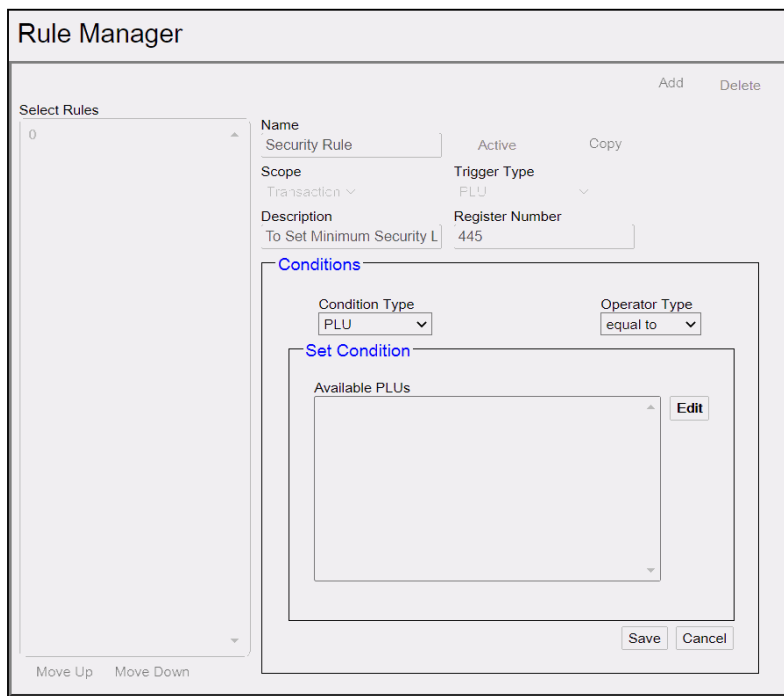 Rule Manager
Add Delete
Select Rules
0
Name
Security Rule Active Copy
Scope Trigger Type
Transaction PLU
Description Register Number
To Set Minimum Security L 445
Conditions
Condition Type Operator Type
PLU equal to
Set Condition
Available PLUs
Edit
Save Cancel
Move Up Move Down